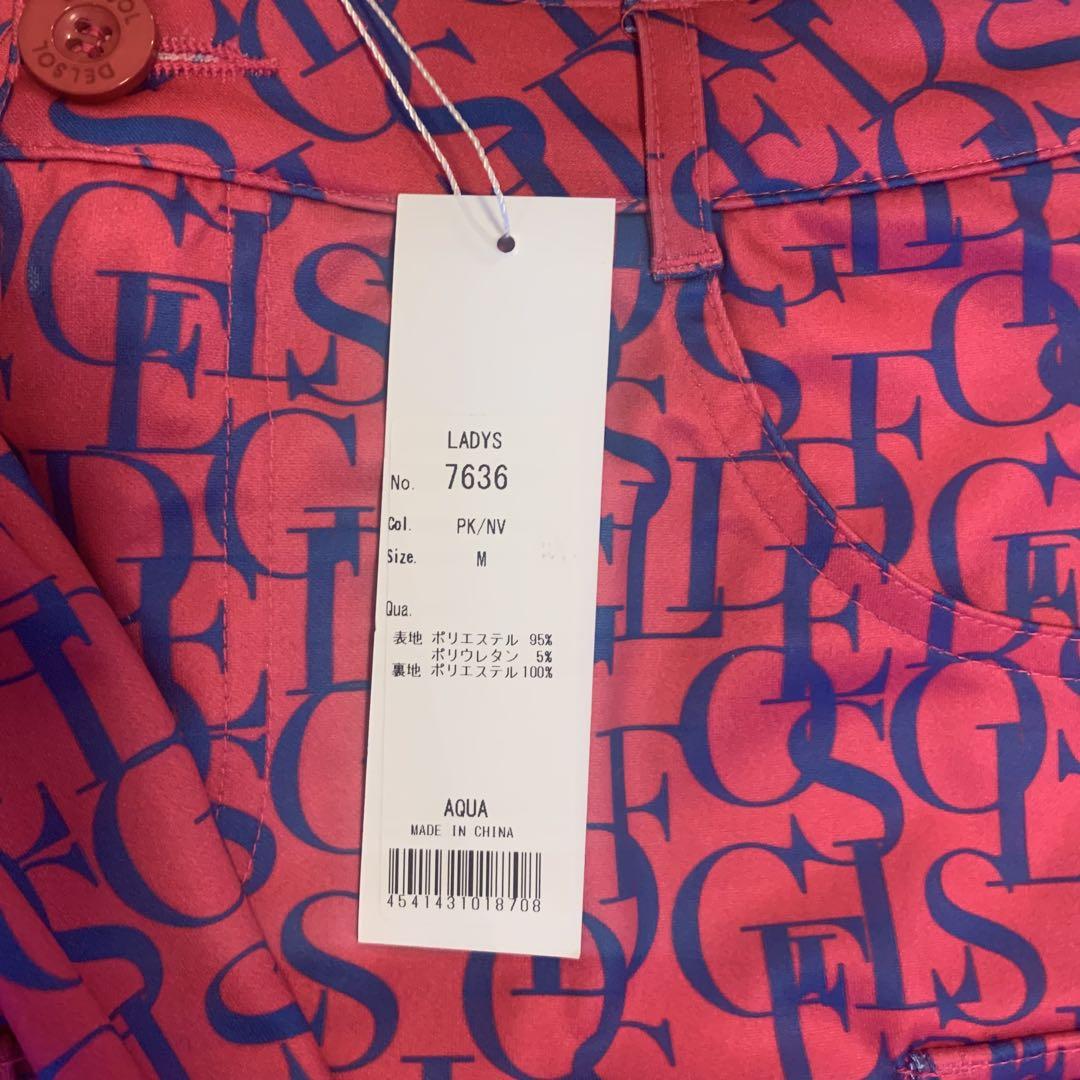 DELSOL
LADYS
No. 7636
Col. PK/NV
Size. M
Qua.
表地 ポリエステル 95%
ポリウレタン 5%
裏地 ポリエステル 100%
AQUA
MADE IN CHINA
4541431018708